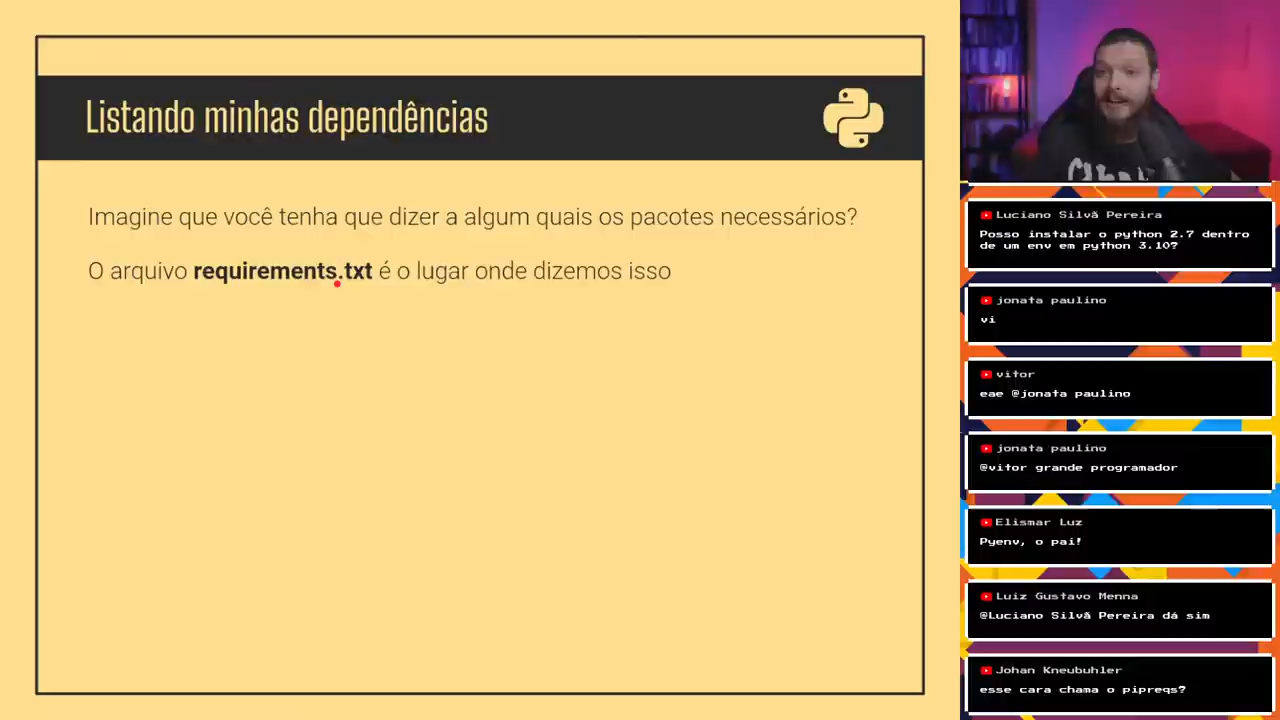 Listando minhas dependências
Imagine que você tenha que dizer a algum quais os pacotes necessários?
O arquivo requirements.txt é o lugar onde dizemos isso
Luciano Silvã Pereira
Posso instalar o python 2.7 dentro
de um env em python 3.10?
jonata paulino
vi
vitor
eae @jonata paulino
jonata paulino
@vitor grande programador
Elismar Luz
Pyenv, o pai!
Luiz Gustavo Menna
@Luciano Silvã Pereira dá sim
Johan Kneubuhler
esse cara chama o pipreqs?